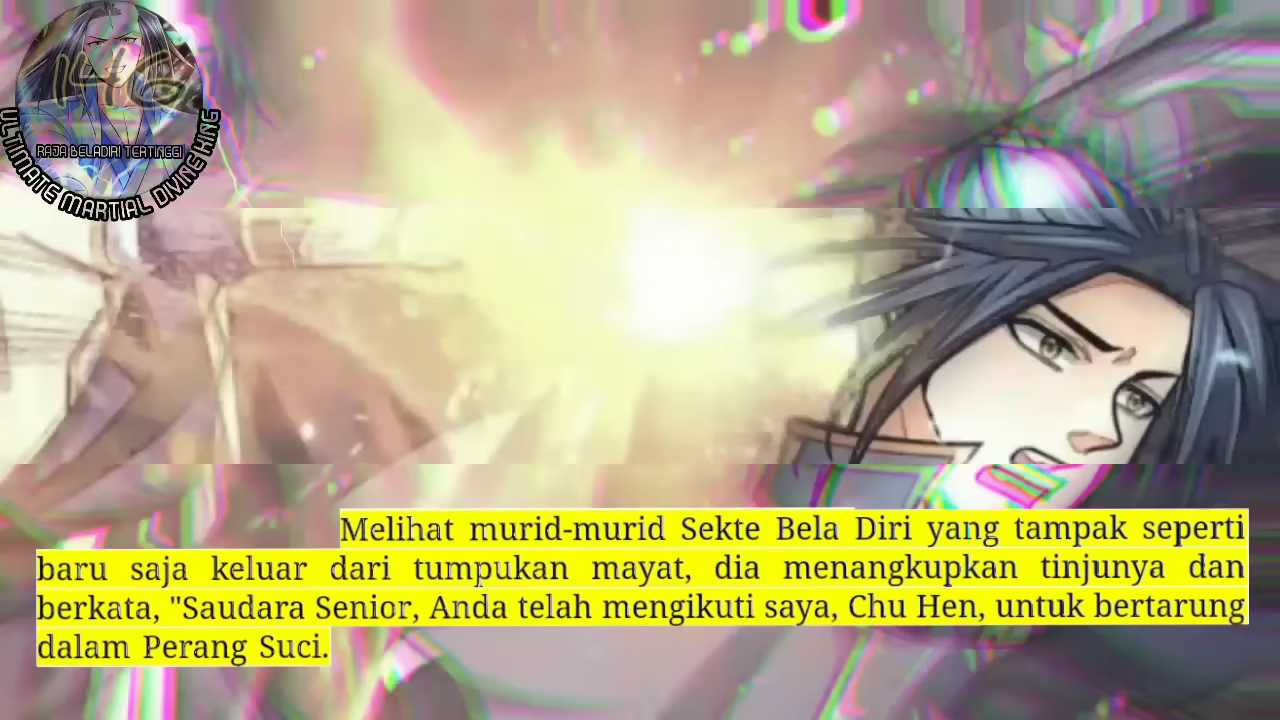 RAJA BELADIRI TERTINGGI
ULTIMATE MARTIAL DIVINE KING
Melihat murid-murid Sekte Bela Diri yang tampak seperti
baru saja keluar dari tumpukan mayat, dia menangkupkan tinjunya dan
berkata, "Saudara Senior, Anda telah mengikuti saya, Chu Hen, untuk bertarung
dalam Perang Suci.